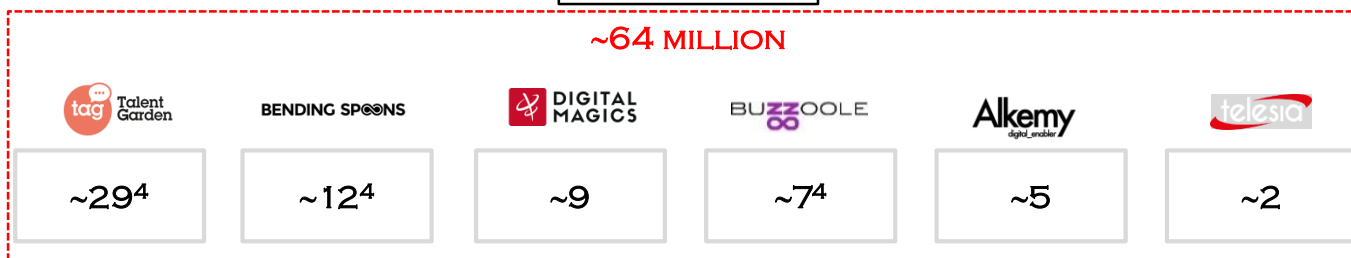 ~64 MILLION
tag Talent Garden
BENDING SPOONS
DIGITAL MAGICS
BUZZOOLE
Alkemy
digital_enabler
telesia
~29⁴
~12⁴
~9
~7⁴
~5
~2